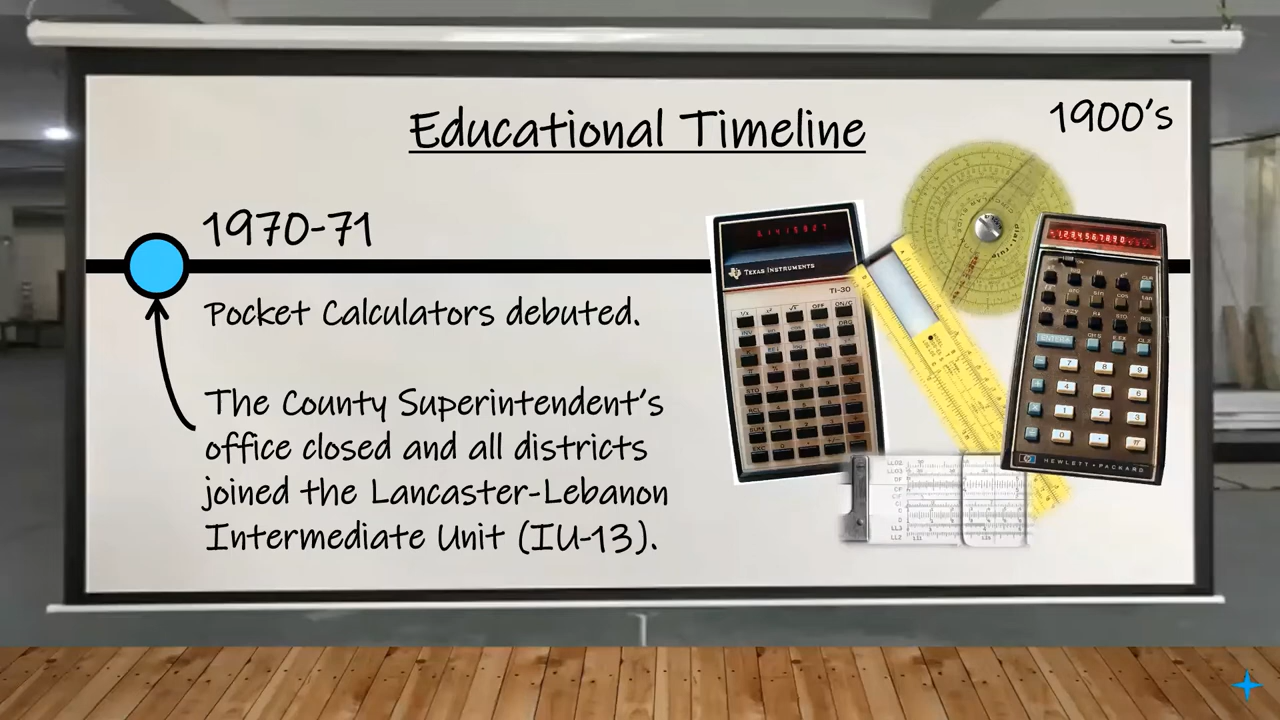 Educational Timeline
1900's
1970-71
Pocket Calculators debuted.
The County Superintendent's
office closed and all districts
joined the Lancaster-Lebanon
Intermediate Unit (IU-13).
TEXAS INSTRUMENTS
TI-30
HEWLETT • PACKARD